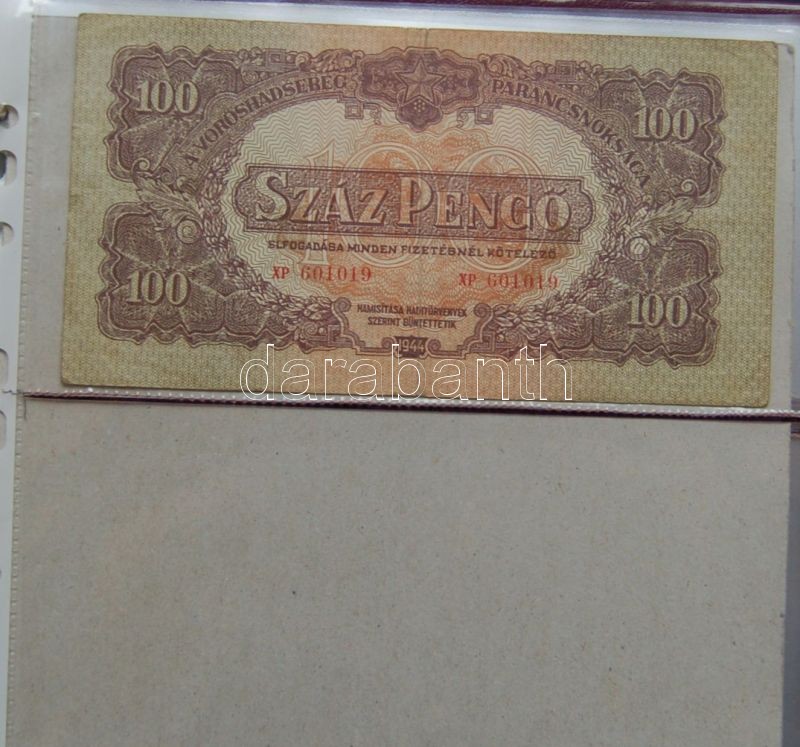 100 A VÖRÖSHADSEREG PARANCSNOKSÁGA 100
SZÁZ PENGŐ
ELFOGADÁSA MINDEN FIZETÉSNÉL KÖTELEZŐ
XP 601019 XP 601019
HAMISÍTÁSA HADITÖRVÉNYEK
SZERINT BÜNTETTETIK
100 100
1944
darabanth